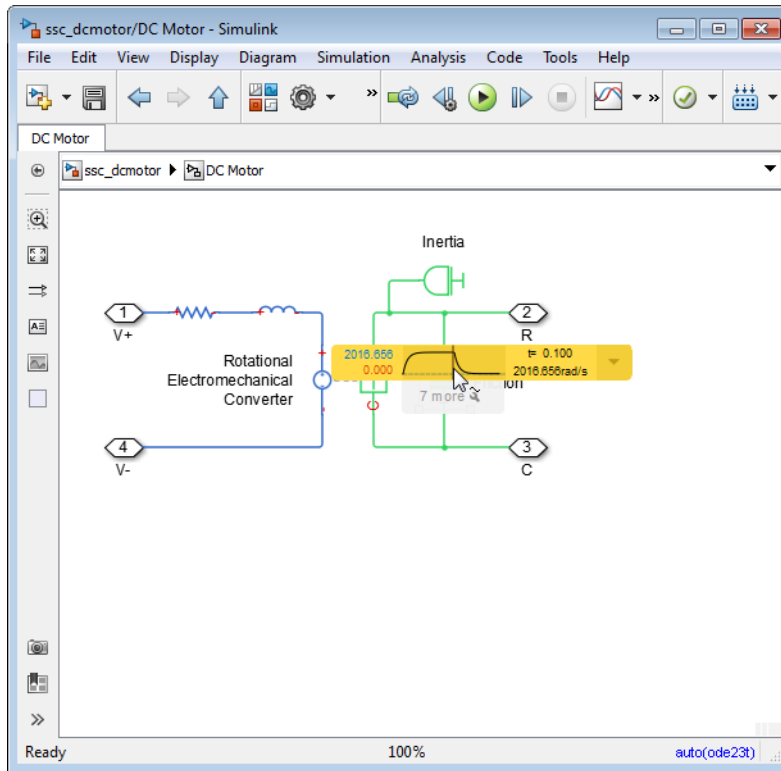 ssc_dcmotor/DC Motor - Simulink
File Edit View Display Diagram Simulation Analysis Code Tools Help
» »
DC Motor
ssc_dcmotor DC Motor
Inertia
1
2
V+
R
2016.656
0.000
t= 0.100
2016.656rad/s
Rotational
Electromechanical
Converter
7 more
C
4
3
V-
C
Ready 100% auto(ode23t)